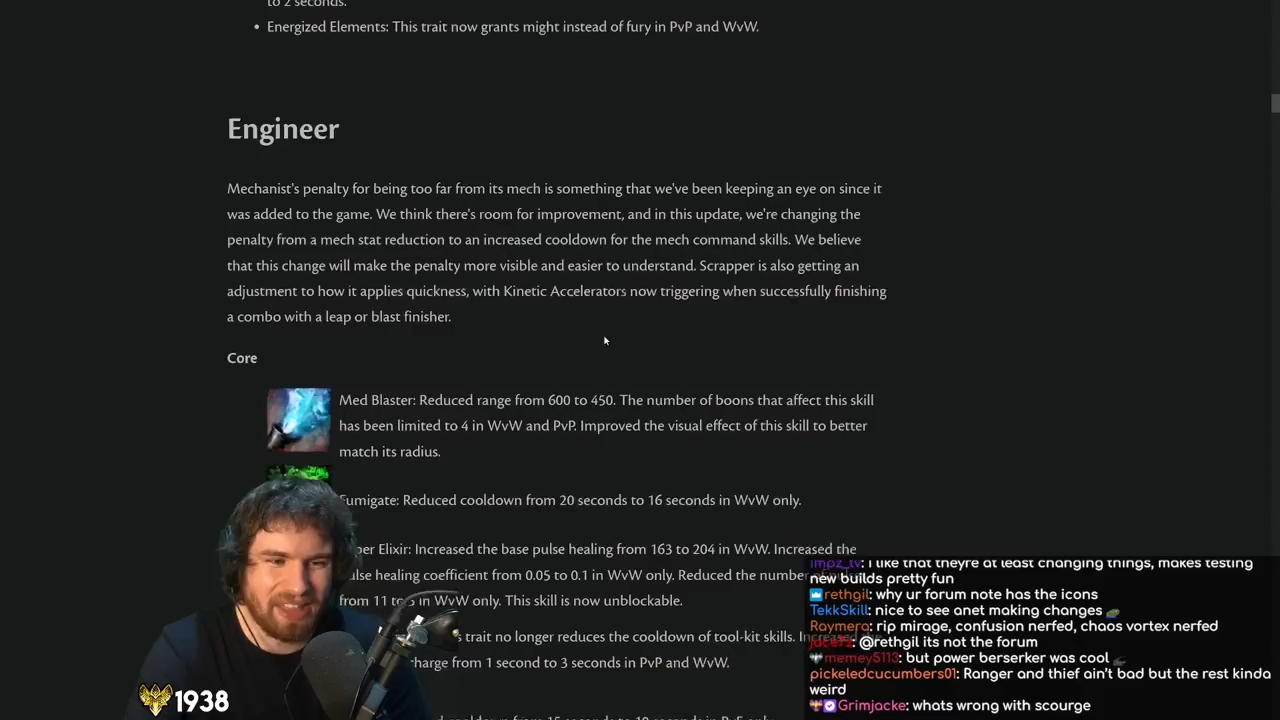 to 2 seconds.
• Energized Elements: This trait now grants might instead of fury in PvP and WvW.
Engineer
Mechanist's penalty for being too far from its mech is something that we've been keeping an eye on since it
was added to the game. We think there's room for improvement, and in this update, we're changing the
penalty from a mech stat reduction to an increased cooldown for the mech command skills. We believe
that this change will make the penalty more visible and easier to understand. Scrapper is also getting an
adjustment to how it applies quickness, with Kinetic Accelerators now triggering when successfully finishing
a combo with a leap or blast finisher.
Core
Med Blaster: Reduced range from 600 to 450. The number of boons that affect this skill
has been limited to 4 in WvW and PvP. Improved the visual effect of this skill to better
match its radius.
Fumigate: Reduced cooldown from 20 seconds to 16 seconds in WvW only.
Elixir: Increased the base pulse healing from 163 to 204 in WvW. Increased the
healing coefficient from 0.05 to 0.1 in WvW only. Reduced the number
from 11 to 5 in WvW only. This skill is now unblockable.
trait no longer reduces the cooldown of tool-kit skills.
from 1 second to 3 seconds in PvP and WvW.
impz_tv: I like that theyre at least changing things, makes testing
new builds pretty fun
rethgil: why ur forum note has the icons
TekkSkill: nice to see anet making changes
Raymera: rip mirage, confusion nerfed, chaos vortex nerfed
jace72: @rethgil its not the forum
memey5113: but power berserker was cool
pickeledcucumbers01: Ranger and thief ain't bad but the rest kinda
weird
Grimjacke: whats wrong with scourge
1938